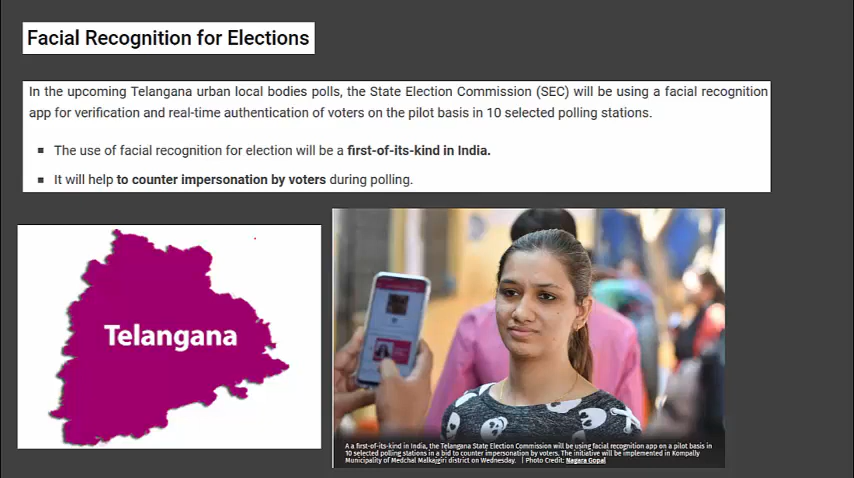 Facial Recognition for Elections
In the upcoming Telangana urban local bodies polls, the State Election Commission (SEC) will be using a facial recognition
app for verification and real-time authentication of voters on the pilot basis in 10 selected polling stations.
The use of facial recognition for election will be a first-of-its-kind in India.
It will help to counter impersonation by voters during polling.
Telangana
A a first-of-its-kind in India, the Telangana State Election Commission will be using facial recognition app on a pilot basis in
10 selected polling stations in a bid to counter impersonation by voters. The initiative will be implemented in Kompally
Municipality of Medchal Malkajgiri district on Wednesday. | Photo Credit: Nagara Gopal